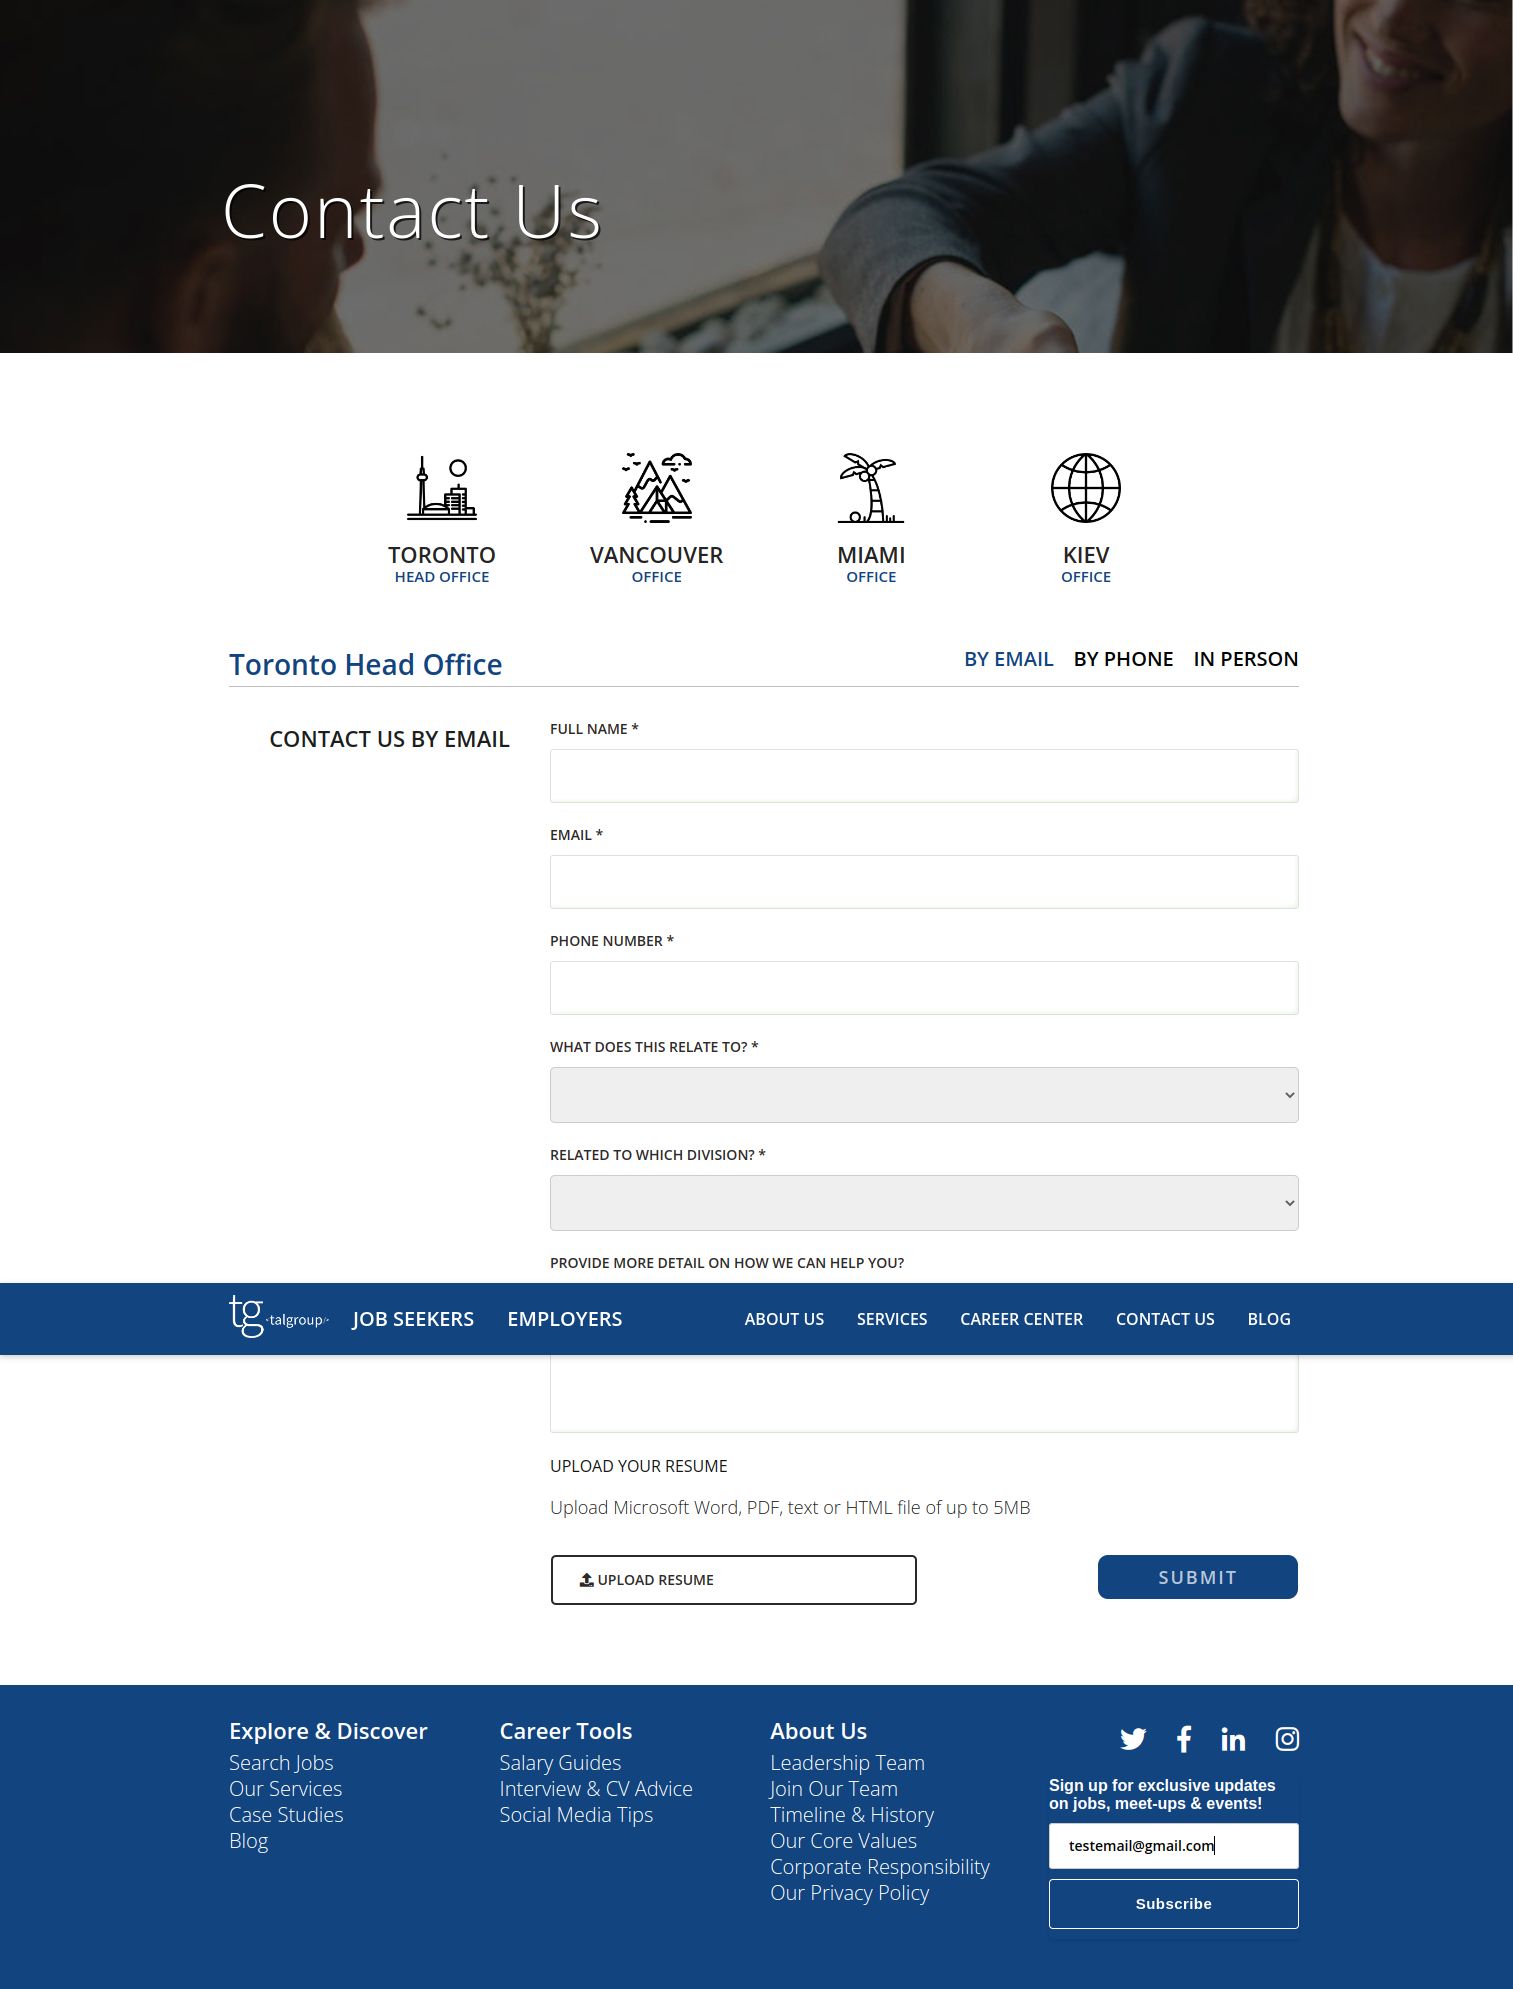 Contact Us
TORONTO
HEAD OFFICE
VANCOUVER
OFFICE
MIAMI
OFFICE
KIEV
OFFICE
Toronto Head Office
BY EMAIL BY PHONE IN PERSON
CONTACT US BY EMAIL
FULL NAME *
EMAIL *
PHONE NUMBER *
WHAT DOES THIS RELATE TO? *
RELATED TO WHICH DIVISION? *
PROVIDE MORE DETAIL ON HOW WE CAN HELP YOU?
tg <talgroup/> JOB SEEKERS EMPLOYERS ABOUT US SERVICES CAREER CENTER CONTACT US BLOG
UPLOAD YOUR RESUME
Upload Microsoft Word, PDF, text or HTML file of up to 5MB
UPLOAD RESUME
SUBMIT
Explore & Discover
Search Jobs
Our Services
Case Studies
Blog
Career Tools
Salary Guides
Interview & CV Advice
Social Media Tips
About Us
Leadership Team
Join Our Team
Timeline & History
Our Core Values
Corporate Responsibility
Our Privacy Policy
Sign up for exclusive updates
on jobs, meet-ups & events!
testemail@gmail.com
Subscribe